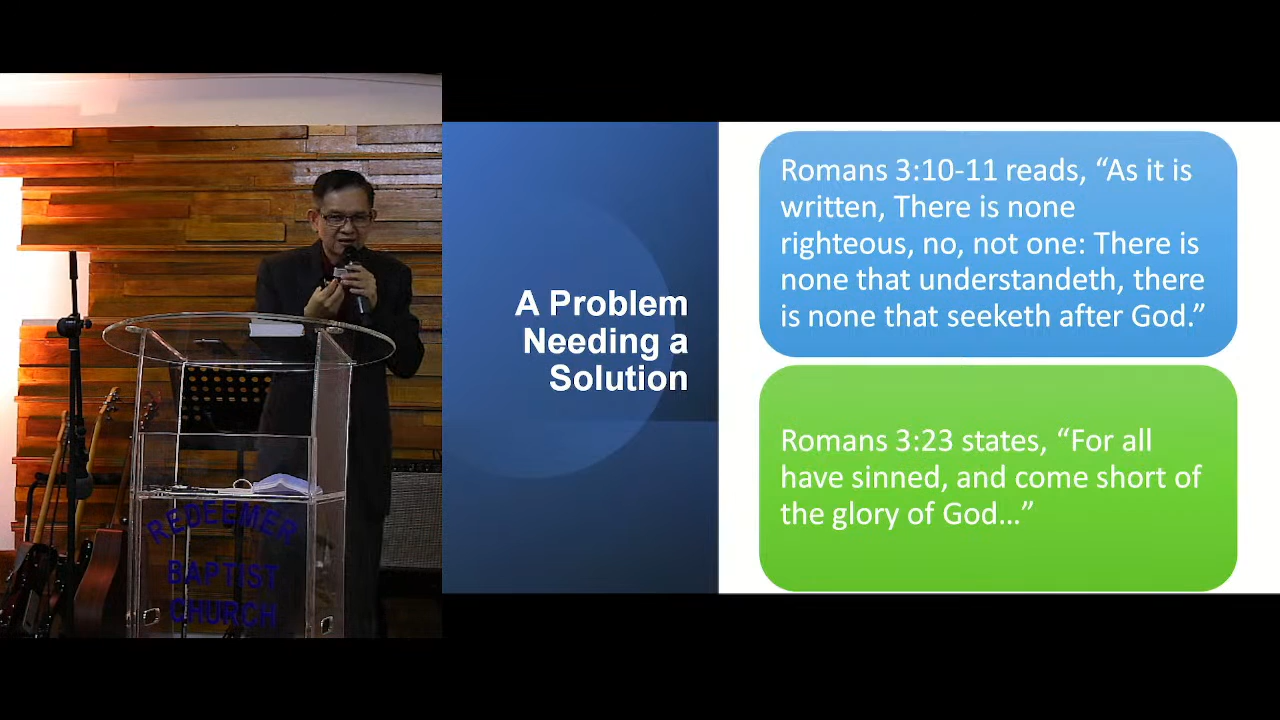 REDEEMER
BAPTIST
CHURCH
A Problem
Needing a
Solution
Romans 3:10-11 reads, “As it is
written, There is none
righteous, no, not one: There is
none that understandeth, there
is none that seeketh after God.”
Romans 3:23 states, “For all
have sinned, and come short of
the glory of God…”